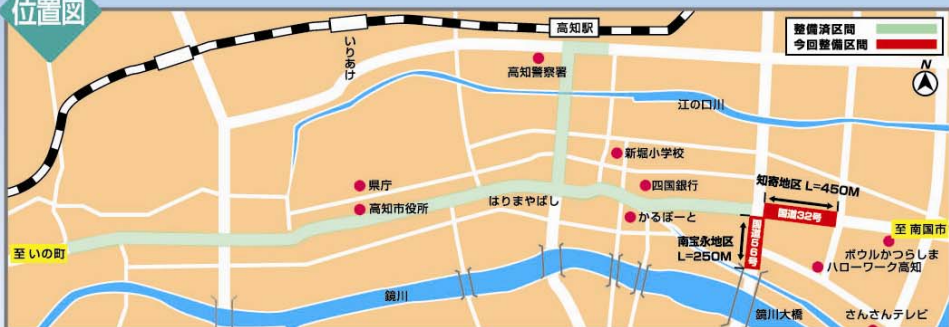 位置図
高知駅
整備済区間
今回整備区間
N
いりあけ
高知警察署
江の口川
新堀小学校
県庁
四国銀行
知寄地区 L=450M
高知市役所
はりまやばし
かるぽーと
国道32号
至 いの町
南宝永地区
L=250M
国道56号
至 南国市
ボウルかつらしま
ハローワーク高知
鏡川
鏡川大橋
さんさんテレビ